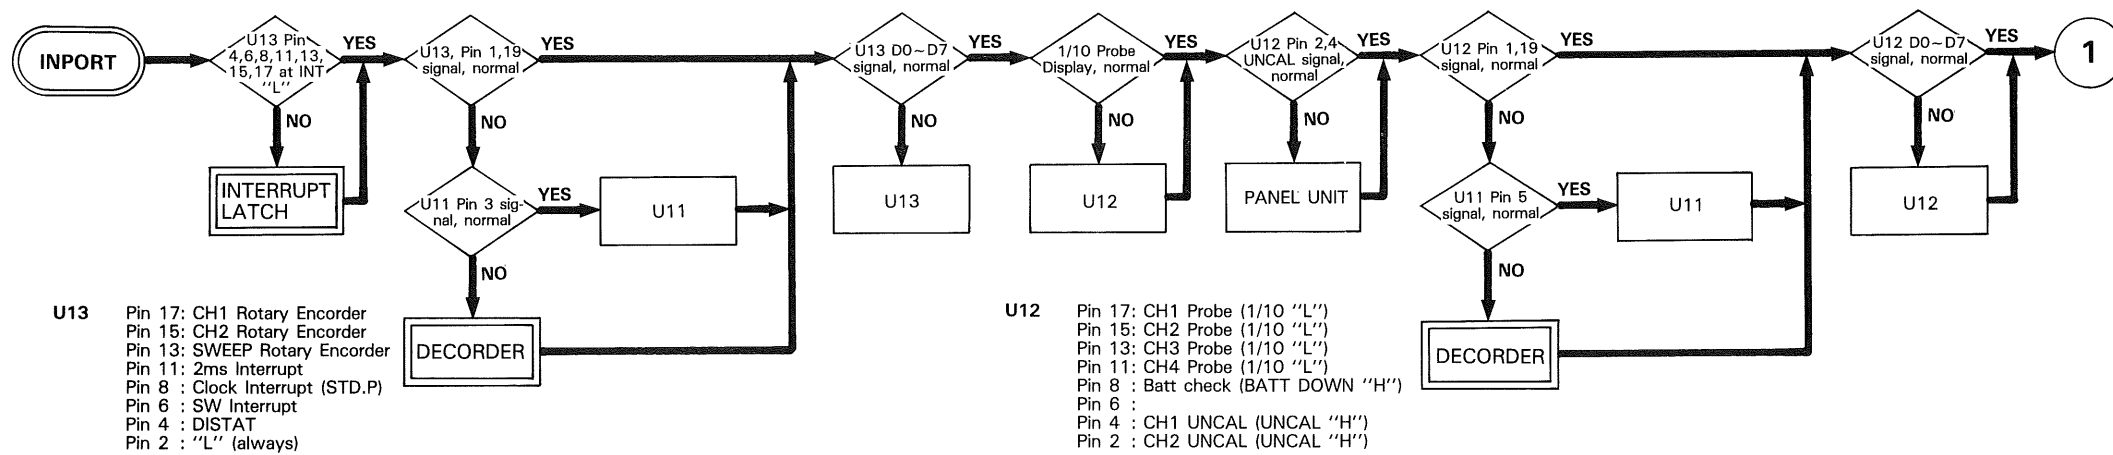 INPORT
U13 Pin
4,6,8,11,13,
15,17 at INT
"L"
YES
NO
INTERRUPT
LATCH
U13, Pin 1,19
signal, normal
YES
NO
U11 Pin 3 sig-
nal, normal
YES
U11
NO
DECORDER
U13 D0~D7
signal, normal
YES
NO
U13
1/10 Probe
Display, normal
YES
NO
U12
U12 Pin 2,4
UNCAL signal,
normal
YES
NO
PANEL UNIT
U12 Pin 1,19
signal, normal
YES
NO
U11 Pin 5
signal, normal
YES
U11
NO
DECORDER
U12 D0~D7
signal, normal
YES
NO
U12
1
U13 Pin 17: CH1 Rotary Encorder
Pin 15: CH2 Rotary Encorder
Pin 13: SWEEP Rotary Encorder
Pin 11: 2ms Interrupt
Pin 8 : Clock Interrupt (STD.P)
Pin 6 : SW Interrupt
Pin 4 : DISTAT
Pin 2 : "L" (always)
U12 Pin 17: CH1 Probe (1/10 "L")
Pin 15: CH2 Probe (1/10 "L")
Pin 13: CH3 Probe (1/10 "L")
Pin 11: CH4 Probe (1/10 "L")
Pin 8 : Batt check (BATT DOWN "H")
Pin 6 :
Pin 4 : CH1 UNCAL (UNCAL "H")
Pin 2 : CH2 UNCAL (UNCAL "H")